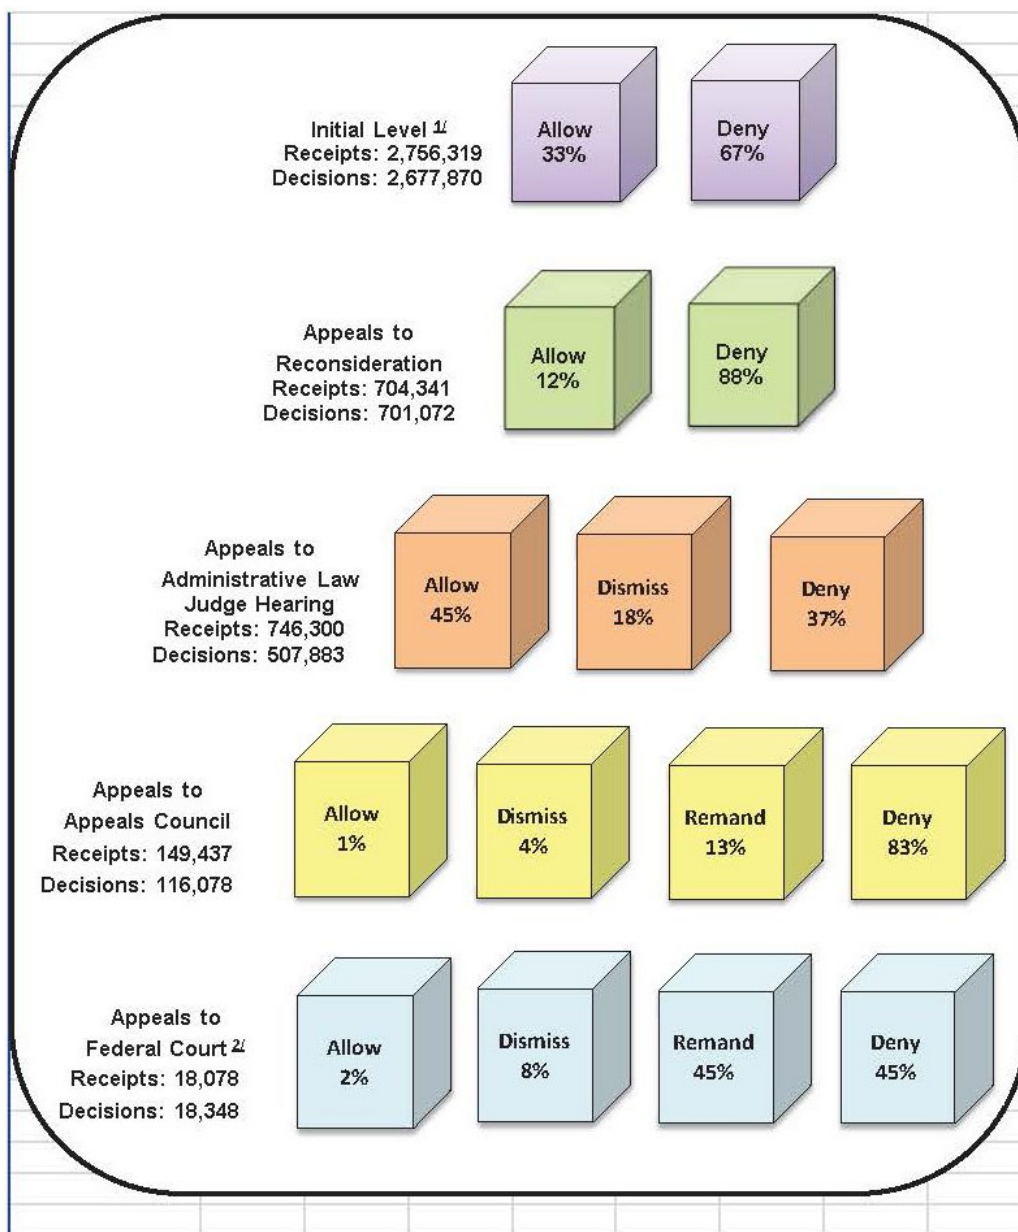 Initial Level 1/
Receipts: 2,756,319
Decisions: 2,677,870
Allow
33%
Deny
67%
Appeals to
Reconsideration
Receipts: 704,341
Decisions: 701,072
Allow
12%
Deny
88%
Appeals to
Administrative Law
Judge Hearing
Receipts: 746,300
Decisions: 507,883
Allow
45%
Dismiss
18%
Deny
37%
Appeals to
Appeals Council
Receipts: 149,437
Decisions: 116,078
Allow
1%
Dismiss
4%
Remand
13%
Deny
83%
Appeals to
Federal Court 2/
Receipts: 18,078
Decisions: 18,348
Allow
2%
Dismiss
8%
Remand
45%
Deny
45%